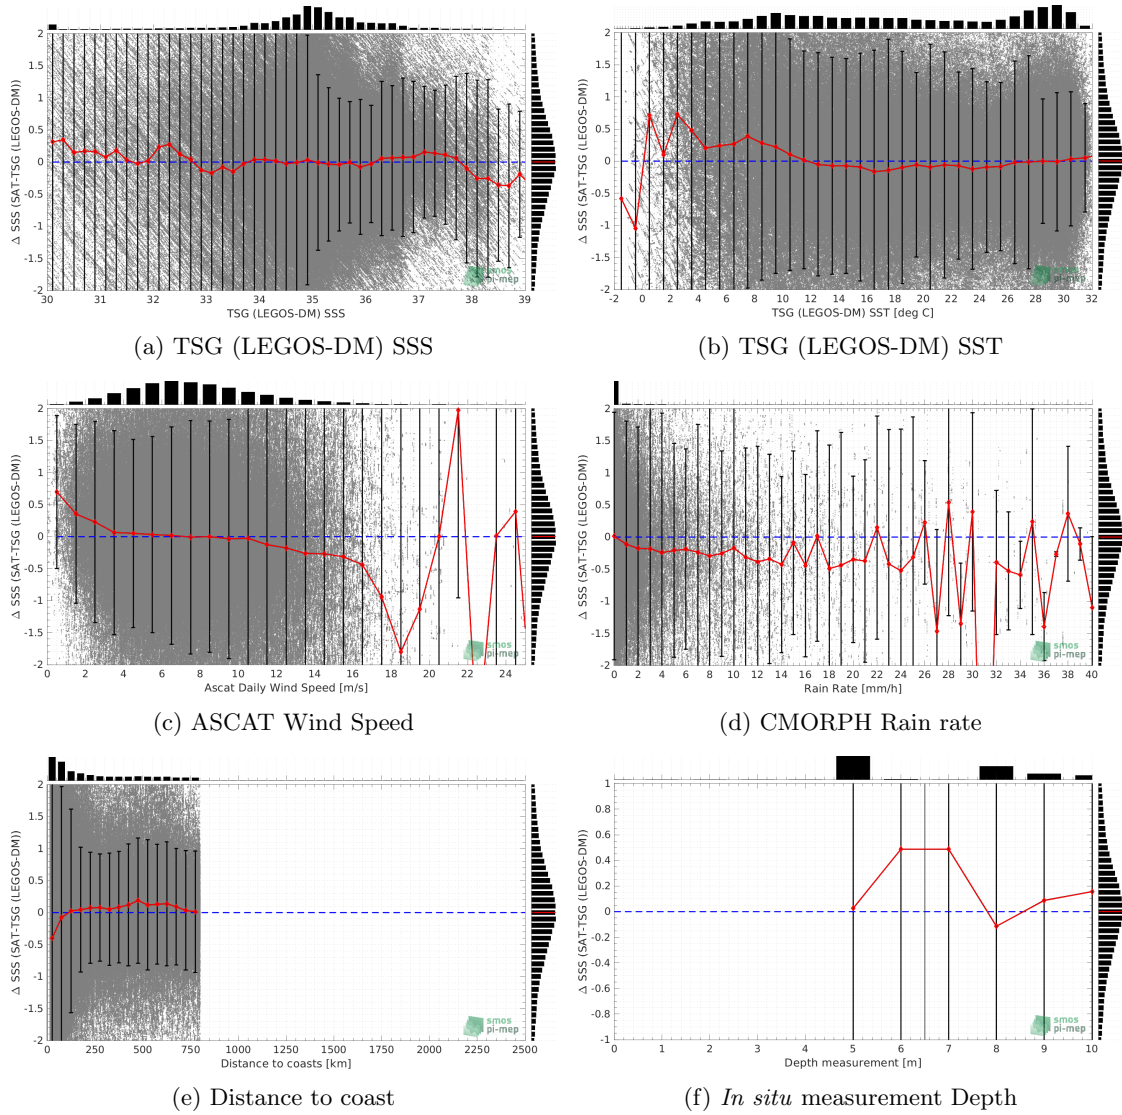 2
1.5
1
0.5
0
-0.5
-1
-1.5
-2
Δ SSS (SAT-TSG (LEGOS-DM))
30 31 32 33 34 35 36 37 38 39
TSG (LEGOS-DM) SSS
smos
pi-mep
(a) TSG (LEGOS-DM) SSS
2
1.5
1
0.5
0
-0.5
-1
-1.5
-2
Δ SSS (SAT-TSG (LEGOS-DM))
-2 0 2 4 6 8 10 12 14 16 18 20 22 24 26 28 30 32
TSG (LEGOS-DM) SST [deg C]
smos
pi-mep
(b) TSG (LEGOS-DM) SST
2
1.5
1
0.5
0
-0.5
-1
-1.5
-2
Δ SSS (SAT-TSG (LEGOS-DM))
0 2 4 6 8 10 12 14 16 18 20 22 24
Ascat Daily Wind Speed [m/s]
smos
pi-mep
(c) ASCAT Wind Speed
2
1.5
1
0.5
0
-0.5
-1
-1.5
-2
Δ SSS (SAT-TSG (LEGOS-DM))
0 2 4 6 8 10 12 14 16 18 20 22 24 26 28 30 32 34 36 38 40
Rain Rate [mm/h]
smos
pi-mep
(d) CMORPH Rain rate
2
1.5
1
0.5
0
-0.5
-1
-1.5
-2
Δ SSS (SAT-TSG (LEGOS-DM))
0 250 500 750 1000 1250 1500 1750 2000 2250 2500
Distance to coasts [km]
smos
pi-mep
(e) Distance to coast
1
0.8
0.6
0.4
0.2
0
-0.2
-0.4
-0.6
-0.8
-1
Δ SSS (SAT-TSG (LEGOS-DM))
0 1 2 3 4 5 6 7 8 9 10
Depth measurement [m]
smos
pi-mep
(f) In situ measurement Depth